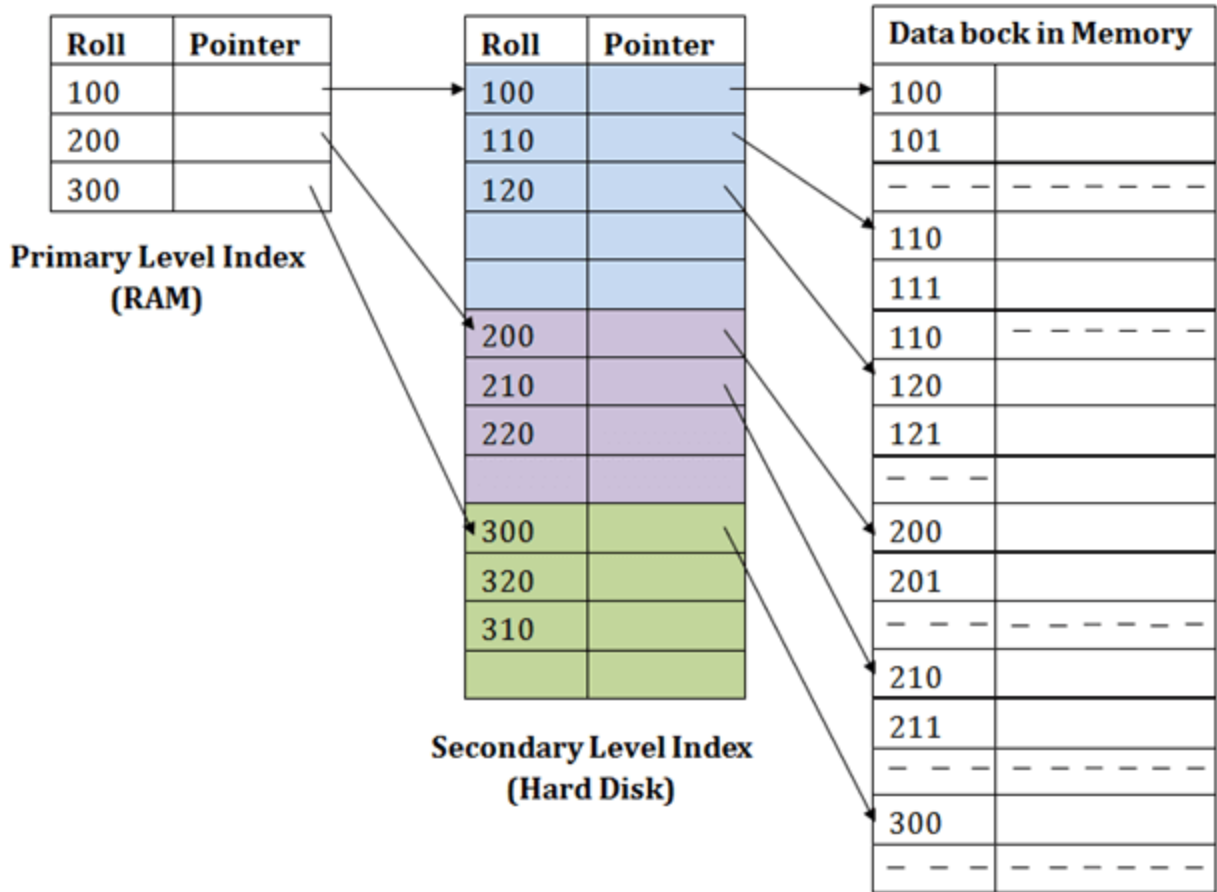 Roll Pointer
100
200
300
Primary Level Index
(RAM)
Roll Pointer
100
110
120
200
210
220
300
320
310
Secondary Level Index
(Hard Disk)
Data bock in Memory
100
101
— — — — — — — — —
110
111
110 — — — — — —
120
121
— — —
200
201
— — — — — — — — —
210
211
— — — — — — — — —
300
— — — — — — — — —